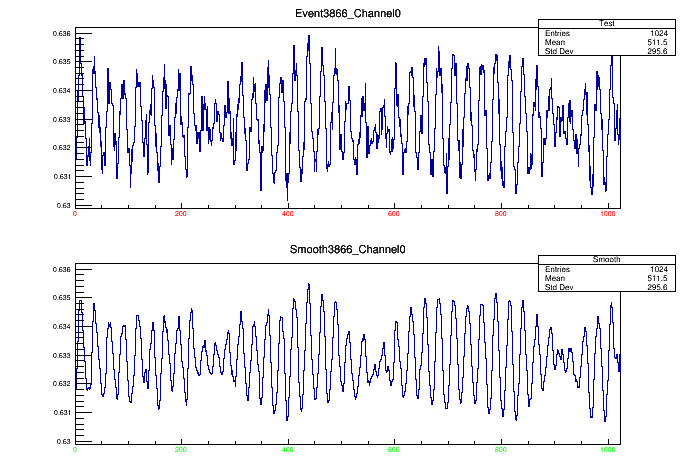 Event3866_Channel0
Test
Entries 1024
Mean 511.5
Std Dev 295.6
0.636
0.635
0.634
0.633
0.632
0.631
0.63
0 200 400 600 800 1000
Smooth3866_Channel0
Smooth
Entries 1024
Mean 511.5
Std Dev 295.6
0.636
0.635
0.634
0.633
0.632
0.631
0.63
0 200 400 600 800 1000